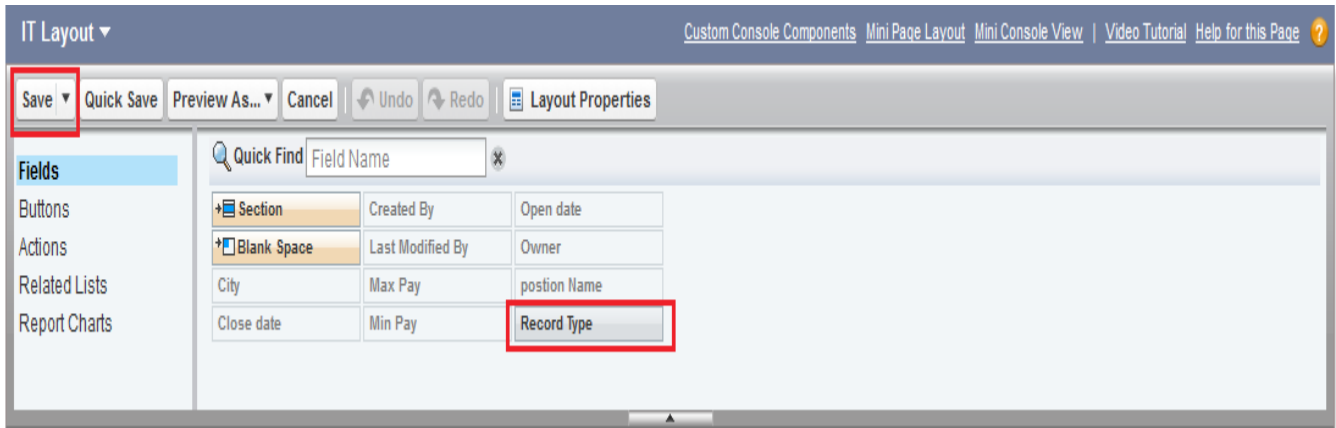 IT Layout Custom Console Components Mini Page Layout Mini Console View | Video Tutorial Help for this Page ?
Save Quick Save Preview As... Cancel Undo Redo Layout Properties
Quick Find Field Name
Fields
Buttons Section Created By Open date
Actions Blank Space Last Modified By Owner
Related Lists City Max Pay postion Name
Report Charts Close date Min Pay Record Type